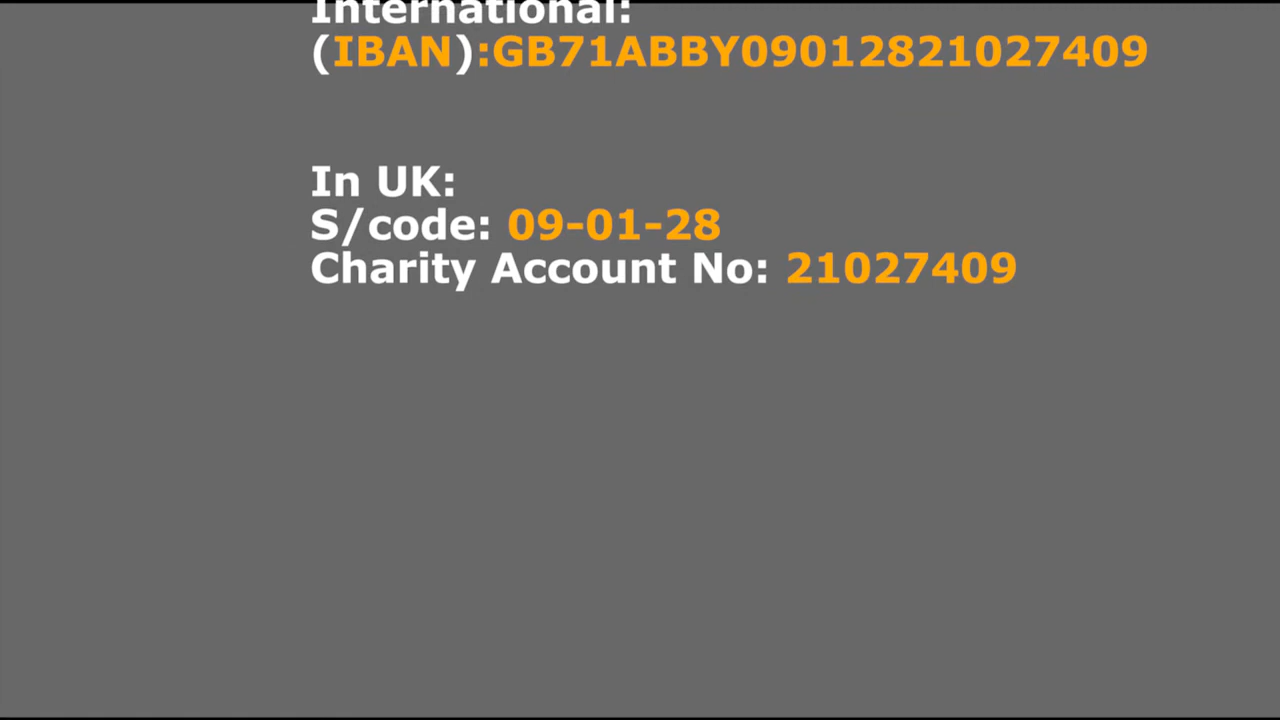 International:
(IBAN):GB71ABBY09012821027409
In UK:
S/code: 09-01-28
Charity Account No: 21027409